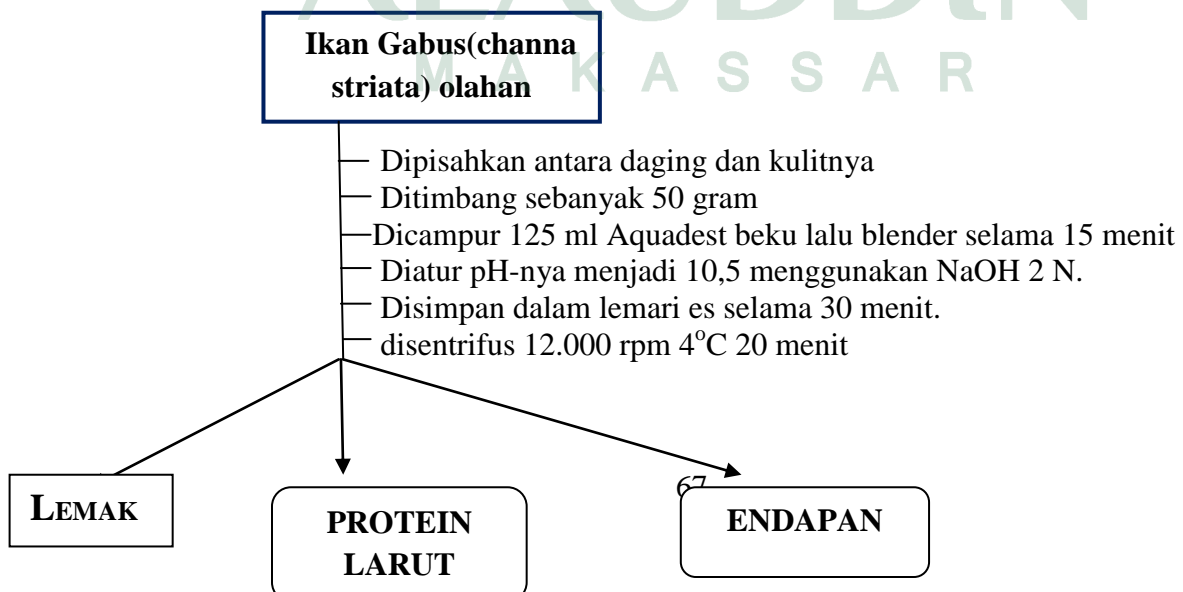 ALAUDDIN
MAKASSAR
Ikan Gabus(channa
striata) olahan
Dipisahkan antara daging dan kulitnya
Ditimbang sebanyak 50 gram
Dicampur 125 ml Aquadest beku lalu blender selama 15 menit
Diatur pH-nya menjadi 10,5 menggunakan NaOH 2 N.
Disimpan dalam lemari es selama 30 menit.
disentrifus 12.000 rpm 4°C 20 menit
67
LEMAK
PROTEIN
LARUT
ENDAPAN